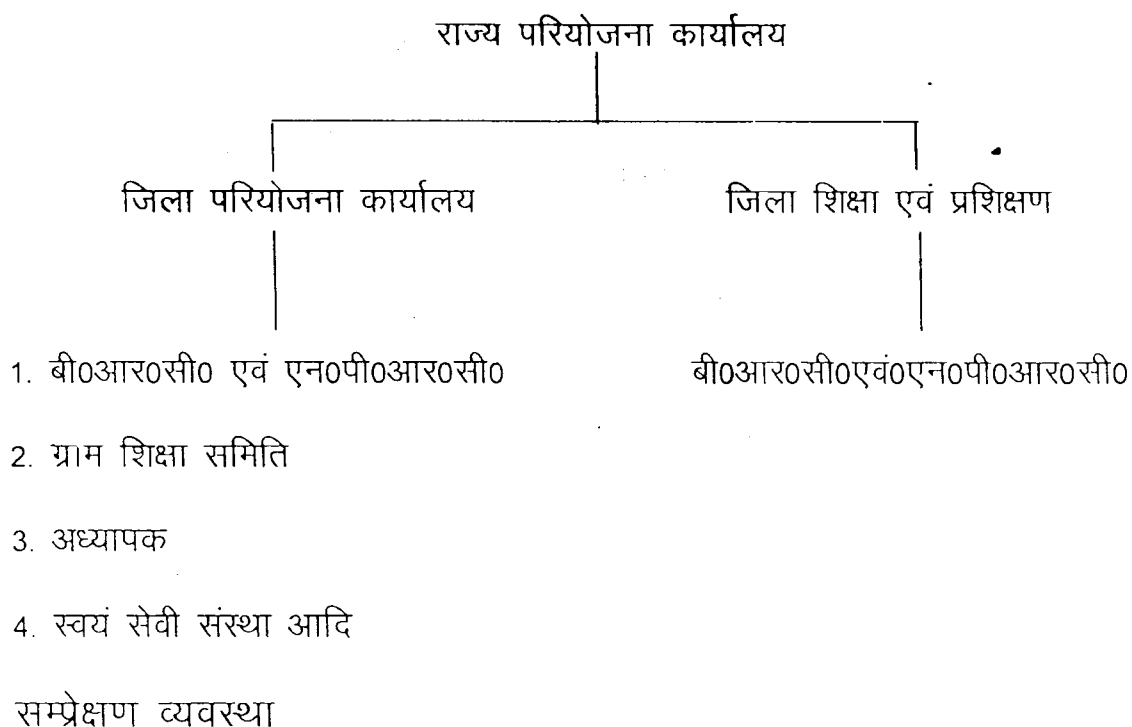 राज्य परियोजना कार्यालय
जिला परियोजना कार्यालय
जिला शिक्षा एवं प्रशिक्षण
1. बी0आर0सी0 एवं एन0पी0आर0सी0
बी0आर0सी0एवं0एन0पी0आर0सी0
2. ग्राम शिक्षा समिति
3. अध्यापक
4. स्वयं सेवी संस्था आदि
सम्प्रेक्षण व्यवस्था